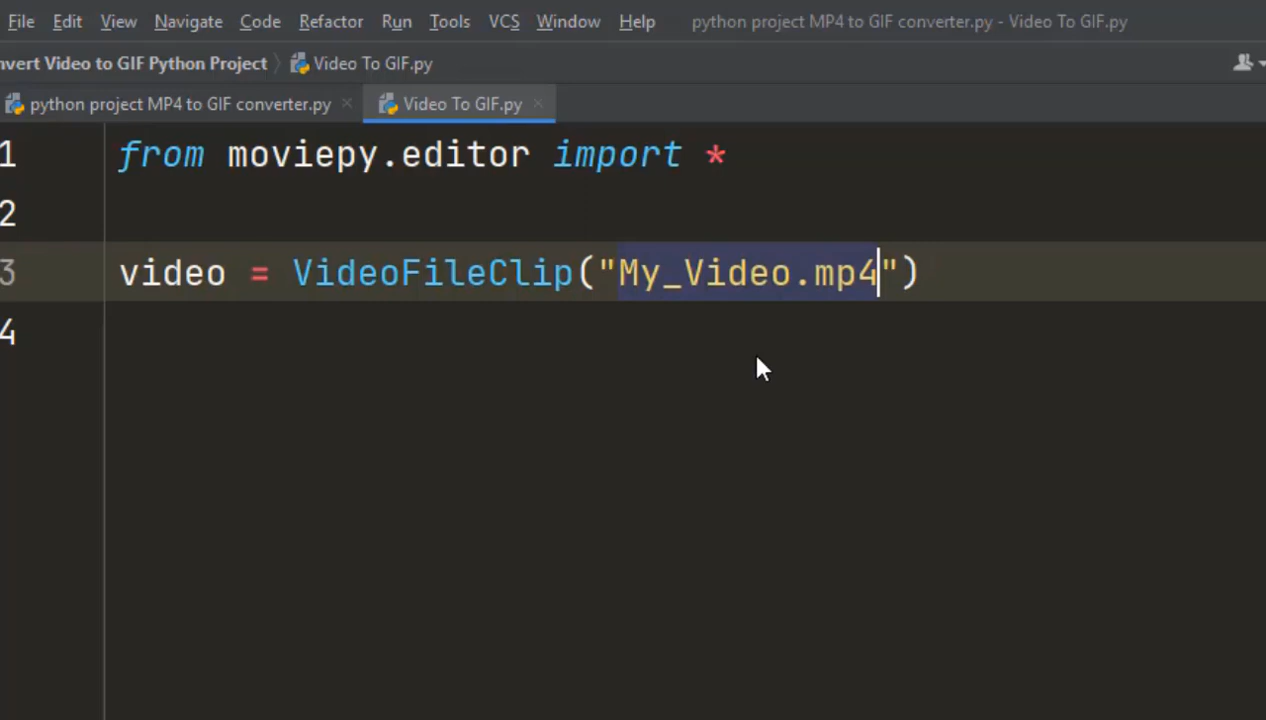 File Edit View Navigate Code Refactor Run Tools VCS Window Help python project MP4 to GIF converter.py - Video To GIF.py
nvert Video to GIF Python Project Video To GIF.py
python project MP4 to GIF converter.py Video To GIF.py
1 from moviepy.editor import *
2
3 video = VideoFileClip("My_Video.mp4")
4